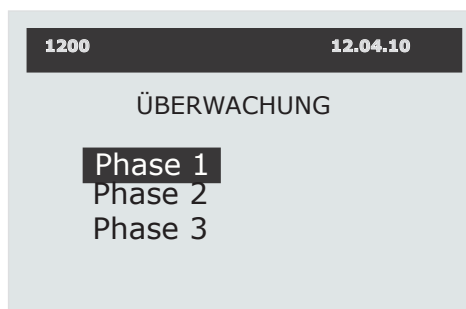 1200 12.04.10
ÜBERWACHUNG
Phase 1
Phase 2
Phase 3